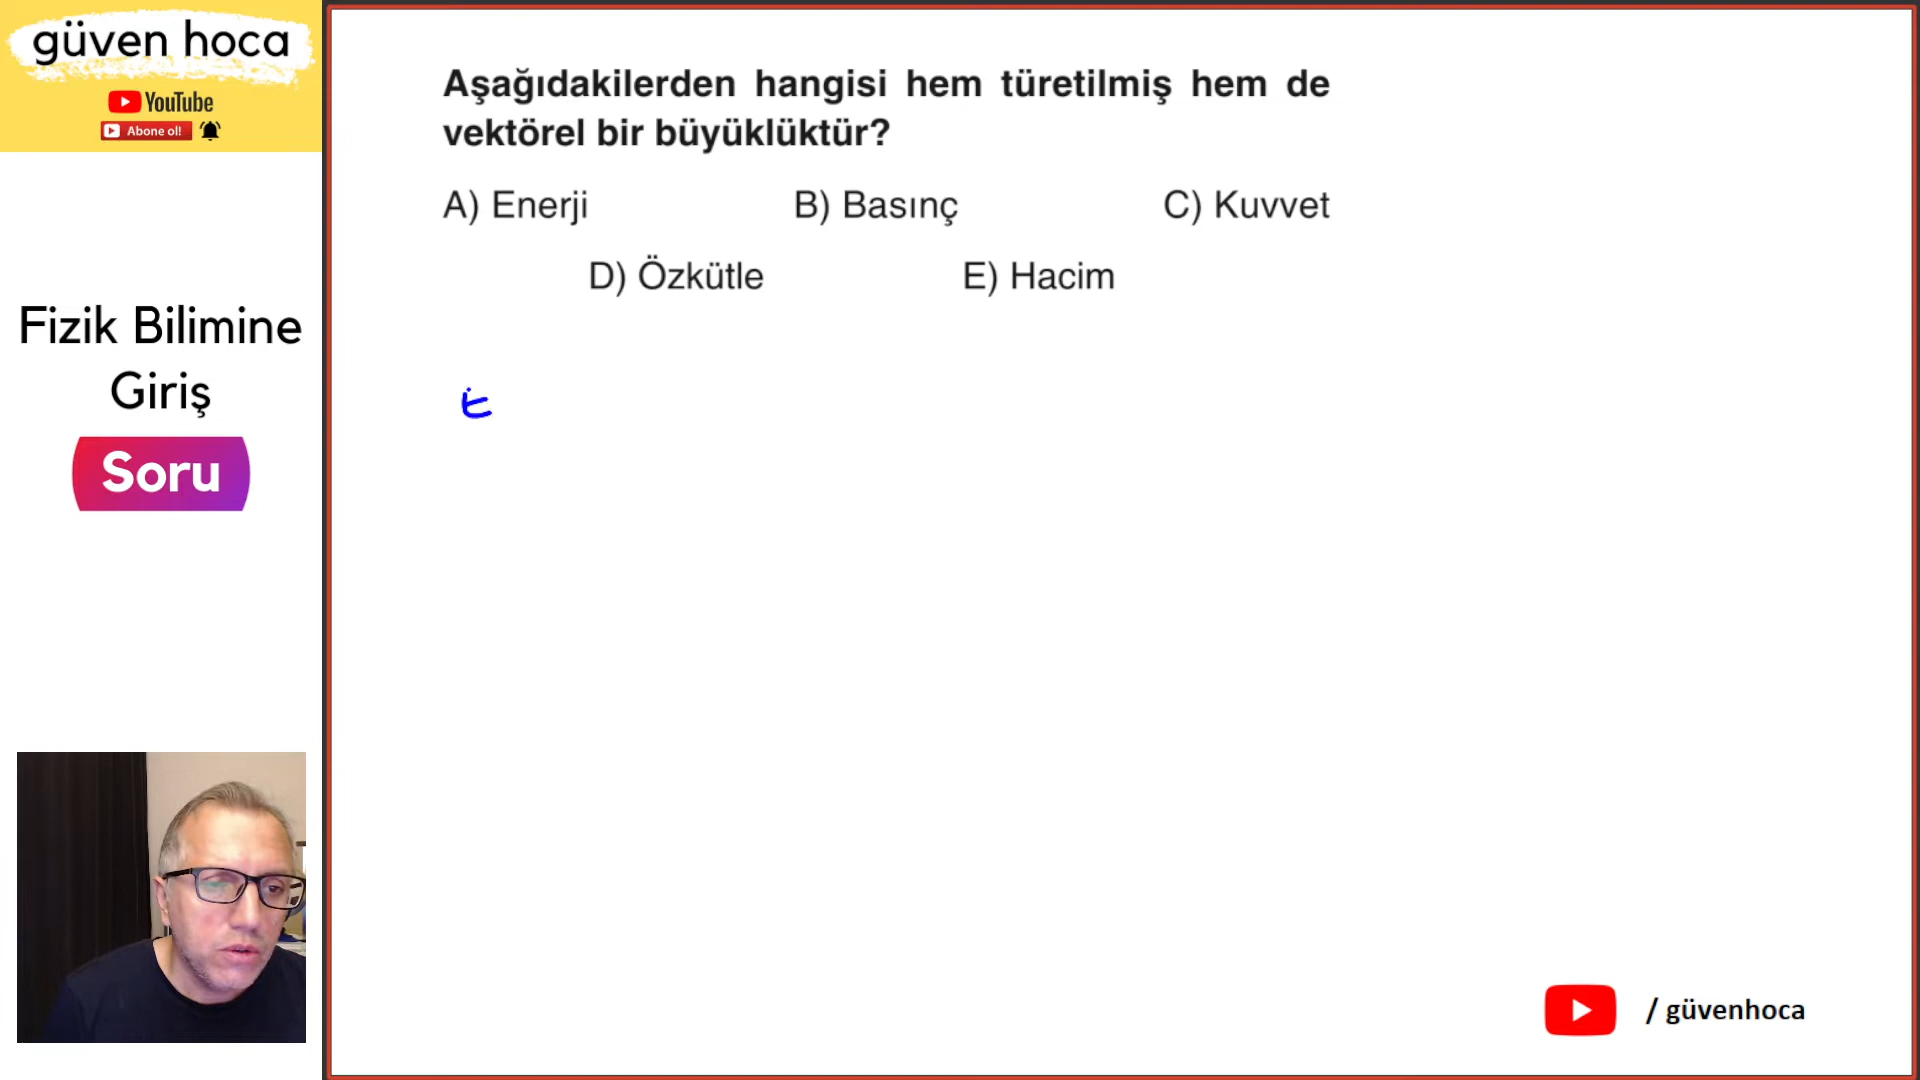 güven hoca
YouTube
Abone ol!
Fizik Bilimine
Giriş
Soru
Aşağıdakilerden hangisi hem türetilmiş hem de
vektörel bir büyüklüktür?
A) Enerji B) Basınç C) Kuvvet
D) Özkütle E) Hacim
/ güvenhoca